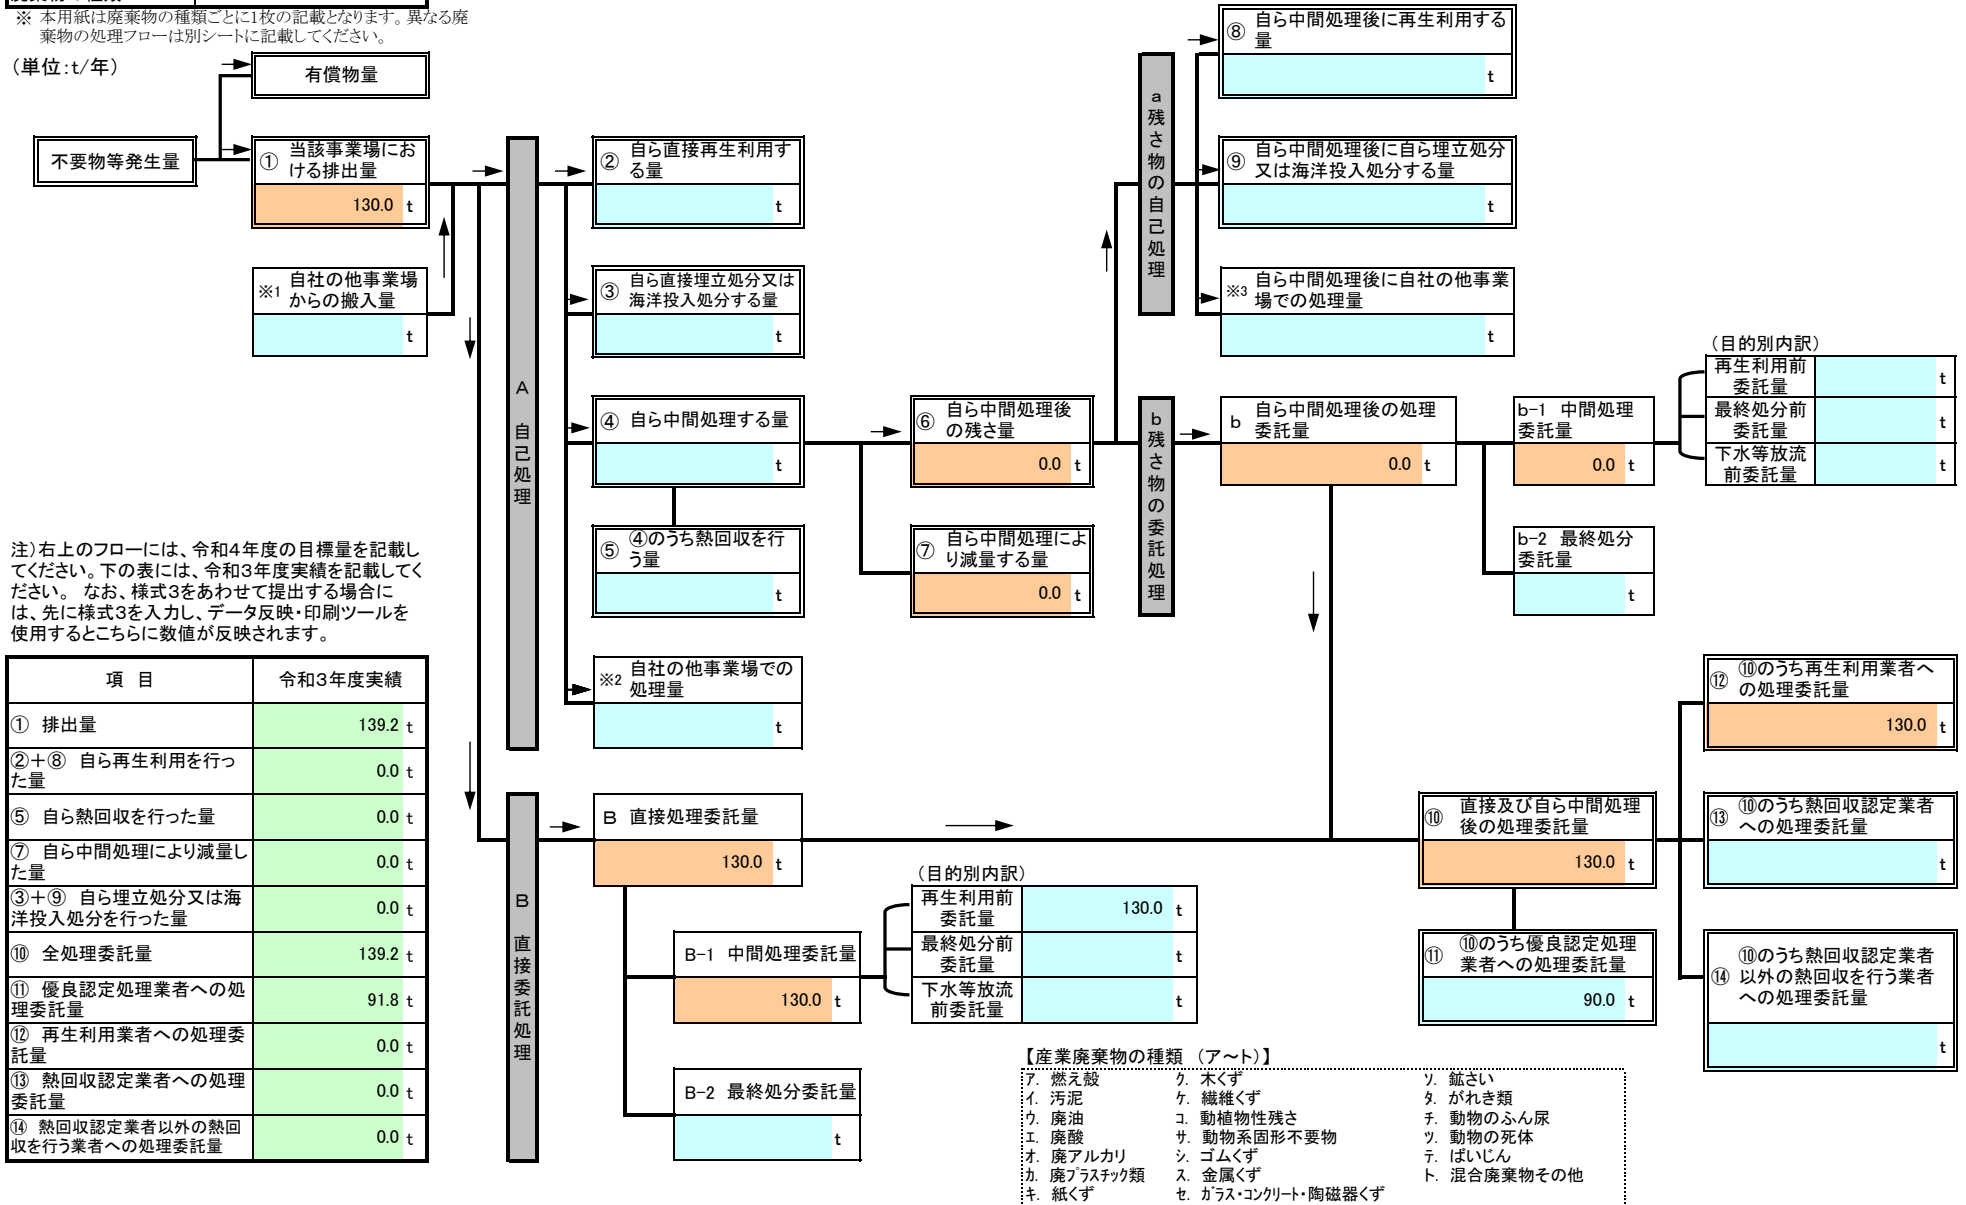 ※ 本用紙は廃棄物の種類ごとに1枚の記載となります。異なる廃
棄物の処理フローは別シートに記載してください。
（単位：t/年）
有償物量
不要物等発生量
① 当該事業場にお
ける排出量
130.0 t
※1 自社の他事業場
からの搬入量
t
A 自己処理
② 自ら直接再生利用す
る量
t
③ 自ら直接埋立処分又は
海洋投入処分する量
t
④ 自ら中間処理する量
t
⑤ ④のうち熱回収を行
う量
t
※2 自社の他事業場での
処理量
t
⑥ 自ら中間処理後
の残さ量
0.0 t
⑦ 自ら中間処理によ
り減量する量
0.0 t
a 残さ物の自己処理
⑧ 自ら中間処理後に再生利用する
量
t
⑨ 自ら中間処理後に自ら埋立処分
又は海洋投入処分する量
t
※3 自ら中間処理後に自社の他事業
場での処理量
t
b 残さ物の委託処理
b 自ら中間処理後の処理
委託量
0.0 t
b-1 中間処理
委託量
0.0 t
b-2 最終処分
委託量
t
（目的別内訳）
再生利用前
委託量
t
最終処分前
委託量
t
下水等放流
前委託量
t
注）右上のフローには、令和４年度の目標量を記載し
てください。下の表には、令和３年度実績を記載してく
ださい。 なお、様式３をあわせて提出する場合に
は、先に様式３を入力し、データ反映・印刷ツールを
使用するとこちらに数値が反映されます。
項 目 令和３年度実績
① 排出量 139.2 t
②＋⑧ 自ら再生利用を行っ
た量
0.0 t
⑤ 自ら熱回収を行った量 0.0 t
⑦ 自ら中間処理により減量し
た量
0.0 t
③＋⑨ 自ら埋立処分又は海
洋投入処分を行った量
0.0 t
⑩ 全処理委託量 139.2 t
⑪ 優良認定処理業者への処
理委託量
91.8 t
⑫ 再生利用業者への処理委
託量
0.0 t
⑬ 熱回収認定業者への処理
委託量
0.0 t
⑭ 熱回収認定業者以外の熱回
収を行う業者への処理委託量
0.0 t
B 直接委託処理
B 直接処理委託量
130.0 t
B-1 中間処理委託量
130.0 t
B-2 最終処分委託量
t
（目的別内訳）
再生利用前
委託量
130.0 t
最終処分前
委託量
t
下水等放流
前委託量
t
⑩ 直接及び自ら中間処理
後の処理委託量
130.0 t
⑪ ⑩のうち優良認定処理
業者への処理委託量
90.0 t
⑫ ⑩のうち再生利用業者へ
の処理委託量
130.0 t
⑬ ⑩のうち熱回収認定業者
への処理委託量
t
⑭ ⑩のうち熱回収認定業者
以外の熱回収を行う業者
への処理委託量
t
【産業廃棄物の種類 （ア～ト）】
ア. 燃え殻
イ. 汚泥
ウ. 廃油
エ. 廃酸
オ. 廃アルカリ
カ. 廃プラスチック類
キ. 紙くず
ク. 木くず
ケ. 繊維くず
コ. 動植物性残さ
サ. 動物系固形不要物
シ. ゴムくず
ス. 金属くず
セ. ガラス・コンクリート・陶磁器くず
ソ. 鉱さい
タ. がれき類
チ. 動物のふん尿
ツ. 動物の死体
テ. ばいじん
ト. 混合廃棄物その他